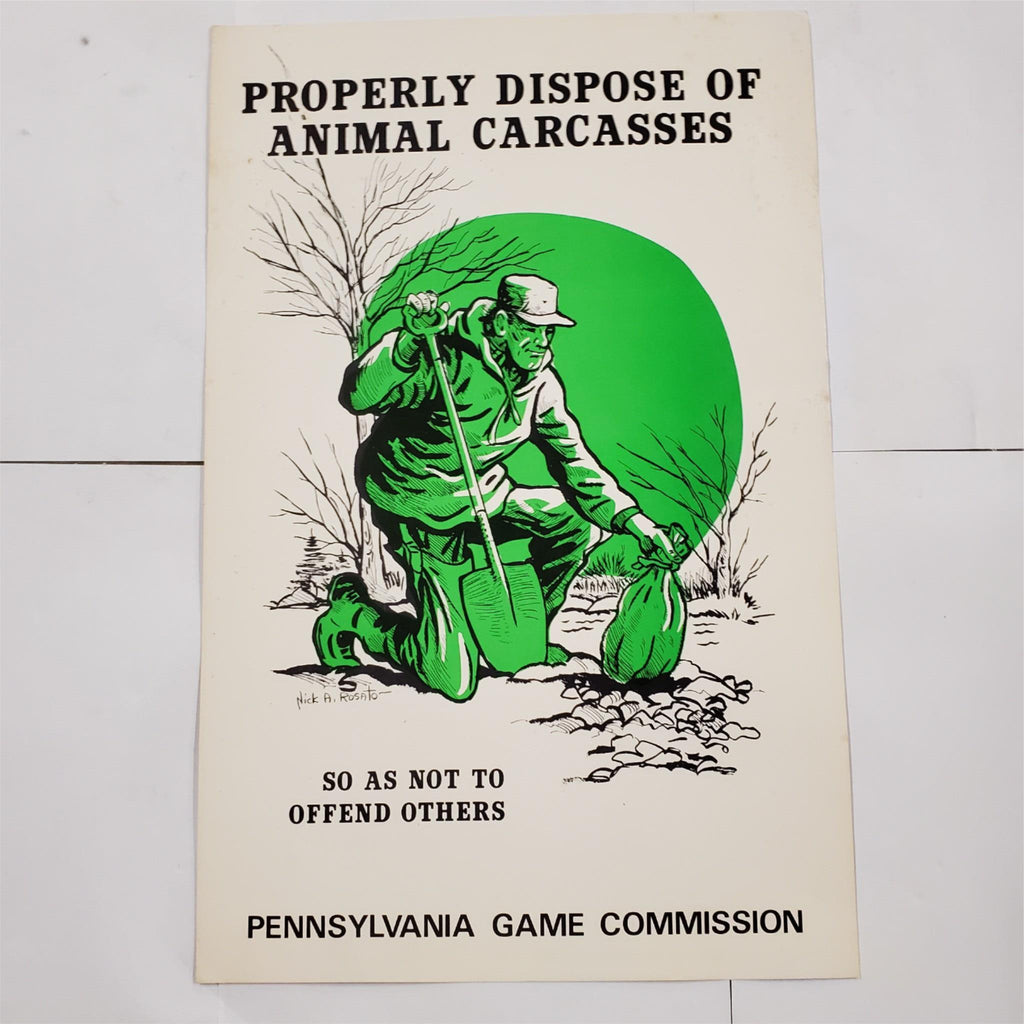 PROPERLY DISPOSE OF
ANIMAL CARCASSES
Nick A. Rosato
SO AS NOT TO
OFFEND OTHERS
PENNSYLVANIA GAME COMMISSION